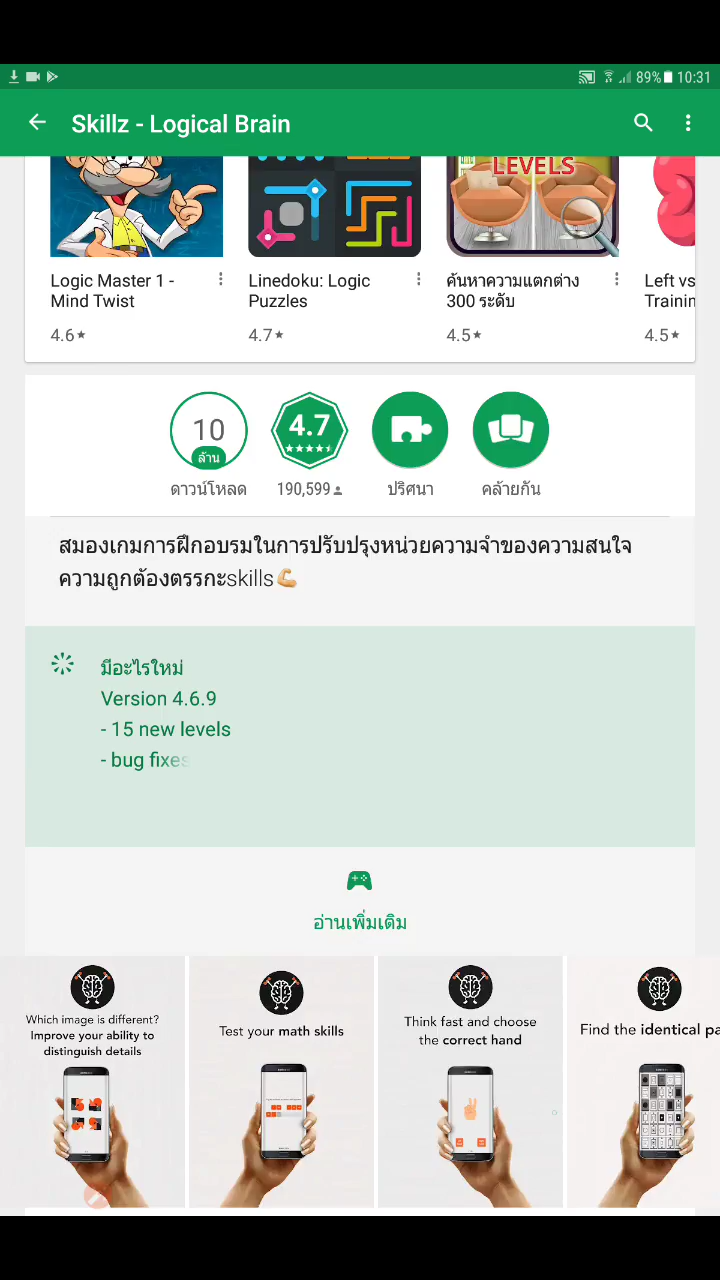 89% 10:31
Skillz - Logical Brain
LEVELS
Logic Master 1 -
Mind Twist
4.6★
Linedoku: Logic
Puzzles
4.7★
ค้นหาความแตกต่าง
300 ระดับ
4.5★
Left vs
Trainin
4.5★
10
ล้าน
ดาวน์โหลด
4.7
190,599
ปริศนา
คล้ายกัน
สมองเกมการฝึกอบรมในการปรับปรุงหน่วยความจำของความสนใจ
ความถูกต้องตรรกะskills💪🏼
มีอะไรใหม่
Version 4.6.9
- 15 new levels
- bug fixes
อ่านเพิ่มเติม
Which image is different?
Improve your ability to
distinguish details
Test your math skills
Think fast and choose
the correct hand
Find the identical pa